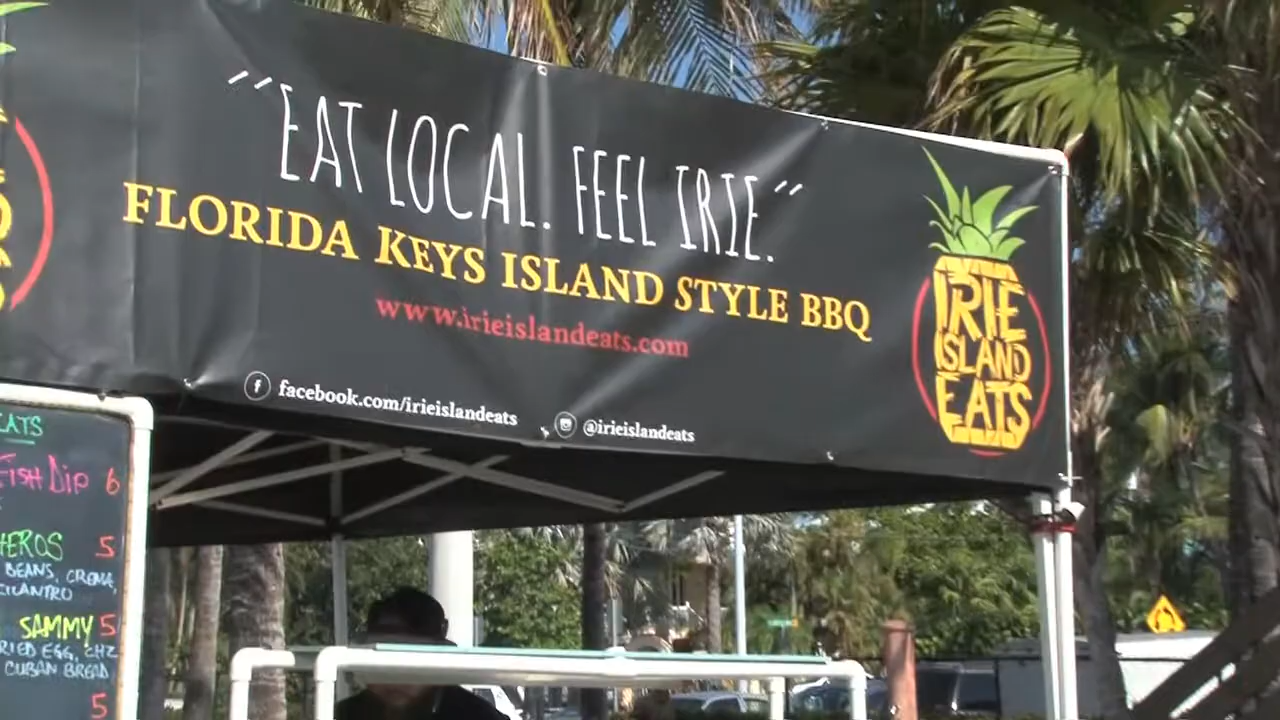 "EAT LOCAL. FEEL IRIE."
FLORIDA KEYS ISLAND STYLE BBQ
www.irieislandeats.com
facebook.com/irieislandeats
@irieislandeats
IRIE
ISLAND
EATS
EATS
FISH DIP 6
HEROS 5
BEANS, CREMA,
CILANTRO
SAMMY 5
RIED EGG, CHZ
CUBAN BREAD
5